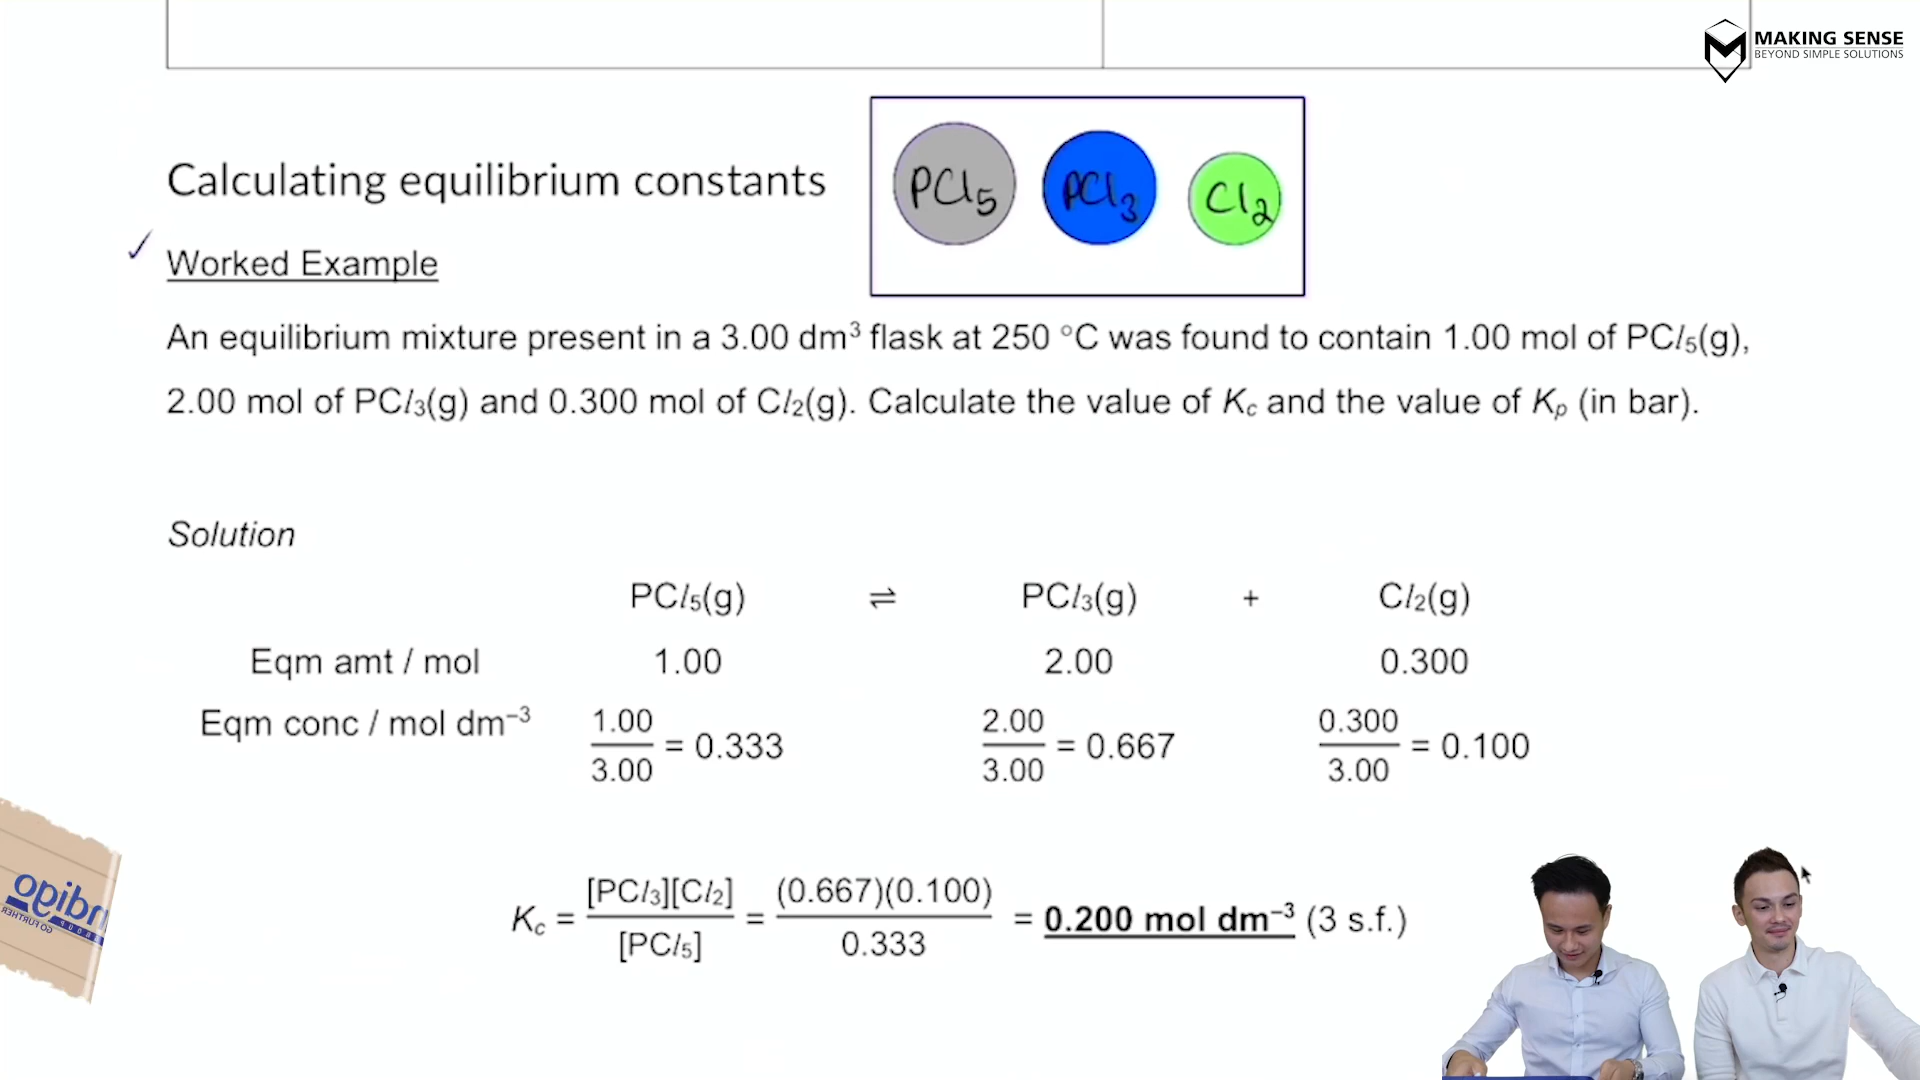 MAKING SENSE
BEYOND SIMPLE SOLUTIONS
PCl₅ PCl₃ Cl₂
Calculating equilibrium constants
✓ Worked Example
An equilibrium mixture present in a 3.00 dm³ flask at 250 °C was found to contain 1.00 mol of PCl₅(g),
2.00 mol of PCl₃(g) and 0.300 mol of Cl₂(g). Calculate the value of Kc and the value of Kp (in bar).
Solution
PCl₅(g) ⇌ PCl₃(g) + Cl₂(g)
Eqm amt / mol 1.00 2.00 0.300
Eqm conc / mol dm⁻³ 1.00/3.00 = 0.333 2.00/3.00 = 0.667 0.300/3.00 = 0.100
Kc = [PCl₃][Cl₂]/[PCl₅] = (0.667)(0.100)/0.333 = 0.200 mol dm⁻³ (3 s.f.)